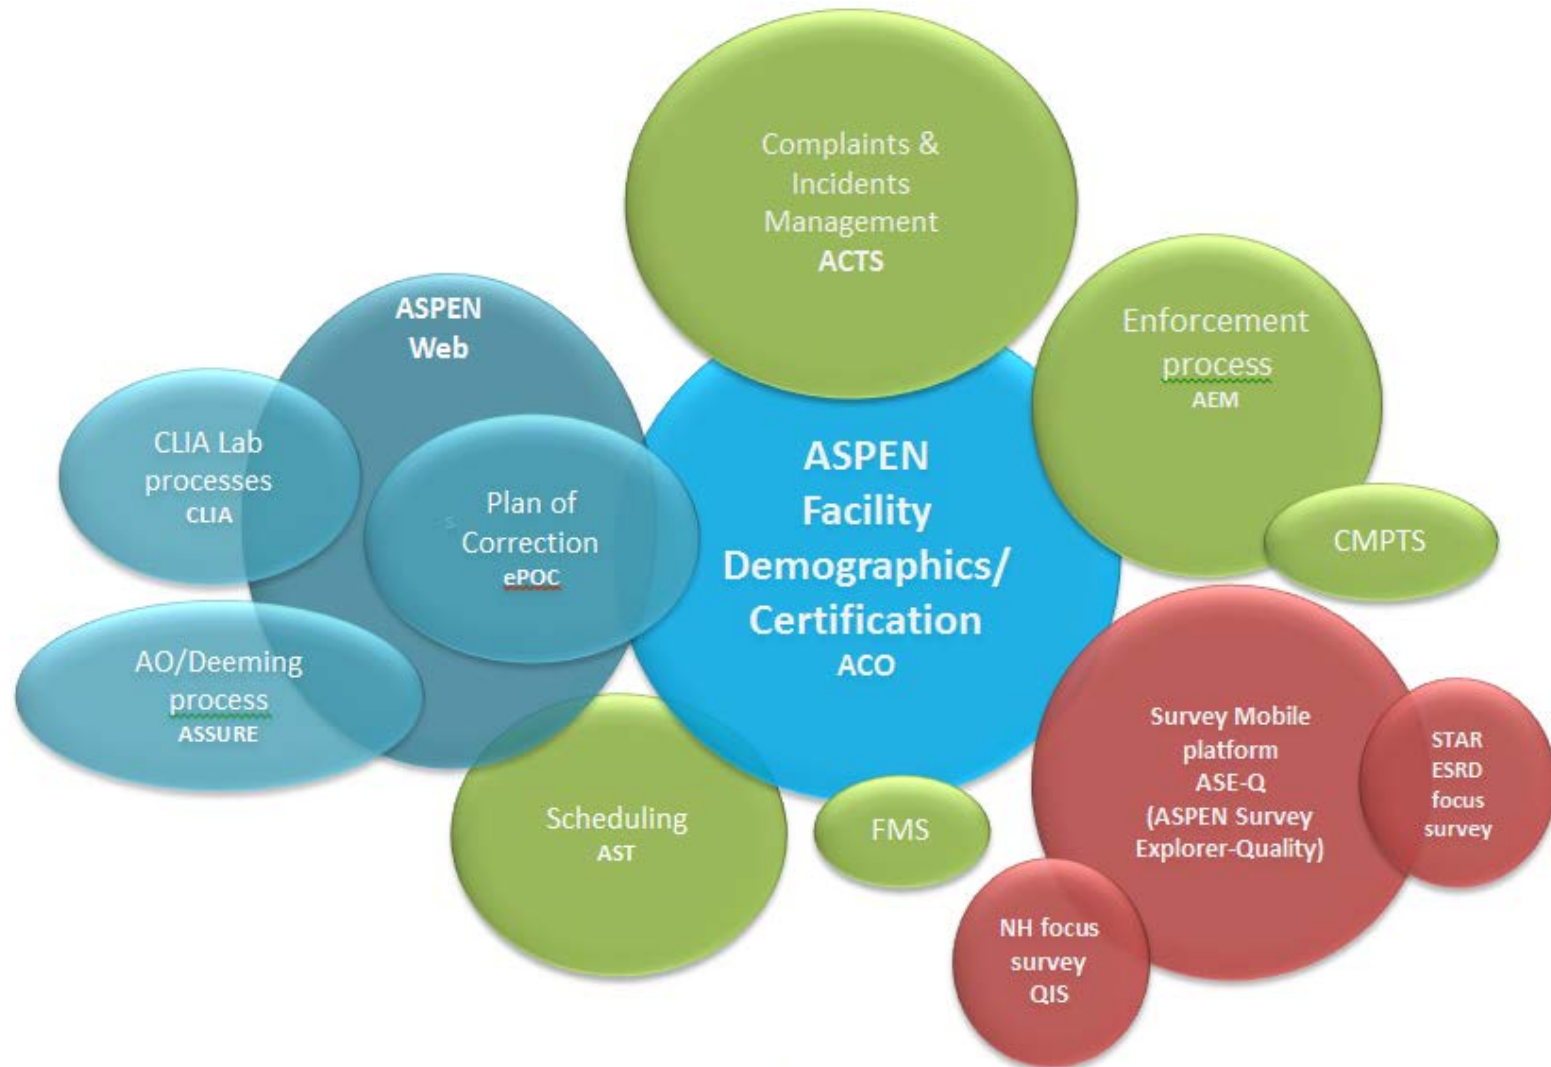 Complaints &
Incidents
Management
ACTS
Enforcement
process
AEM
CMPTS
ASPEN
Web
CLIA Lab
processes
CLIA
s
Plan of
Correction
ePOC
AO/Deeming
process
ASSURE
ASPEN
Facility
Demographics/
Certification
ACO
Scheduling
AST
FMS
Survey Mobile
platform
ASE-Q
(ASPEN Survey
Explorer-Quality)
STAR
ESRD
focus
survey
NH focus
survey
QIS